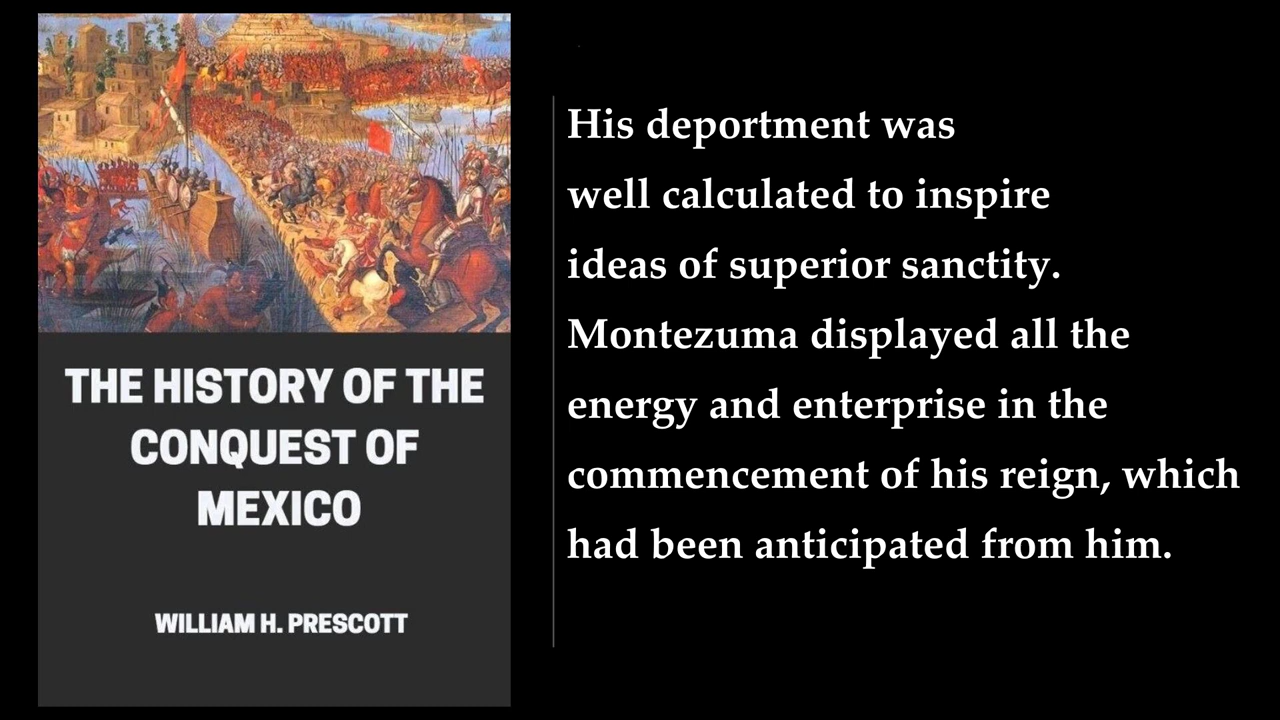 THE HISTORY OF THE
CONQUEST OF
MEXICO
WILLIAM H. PRESCOTT
His deportment was
well calculated to inspire
ideas of superior sanctity.
Montezuma displayed all the
energy and enterprise in the
commencement of his reign, which
had been anticipated from him.